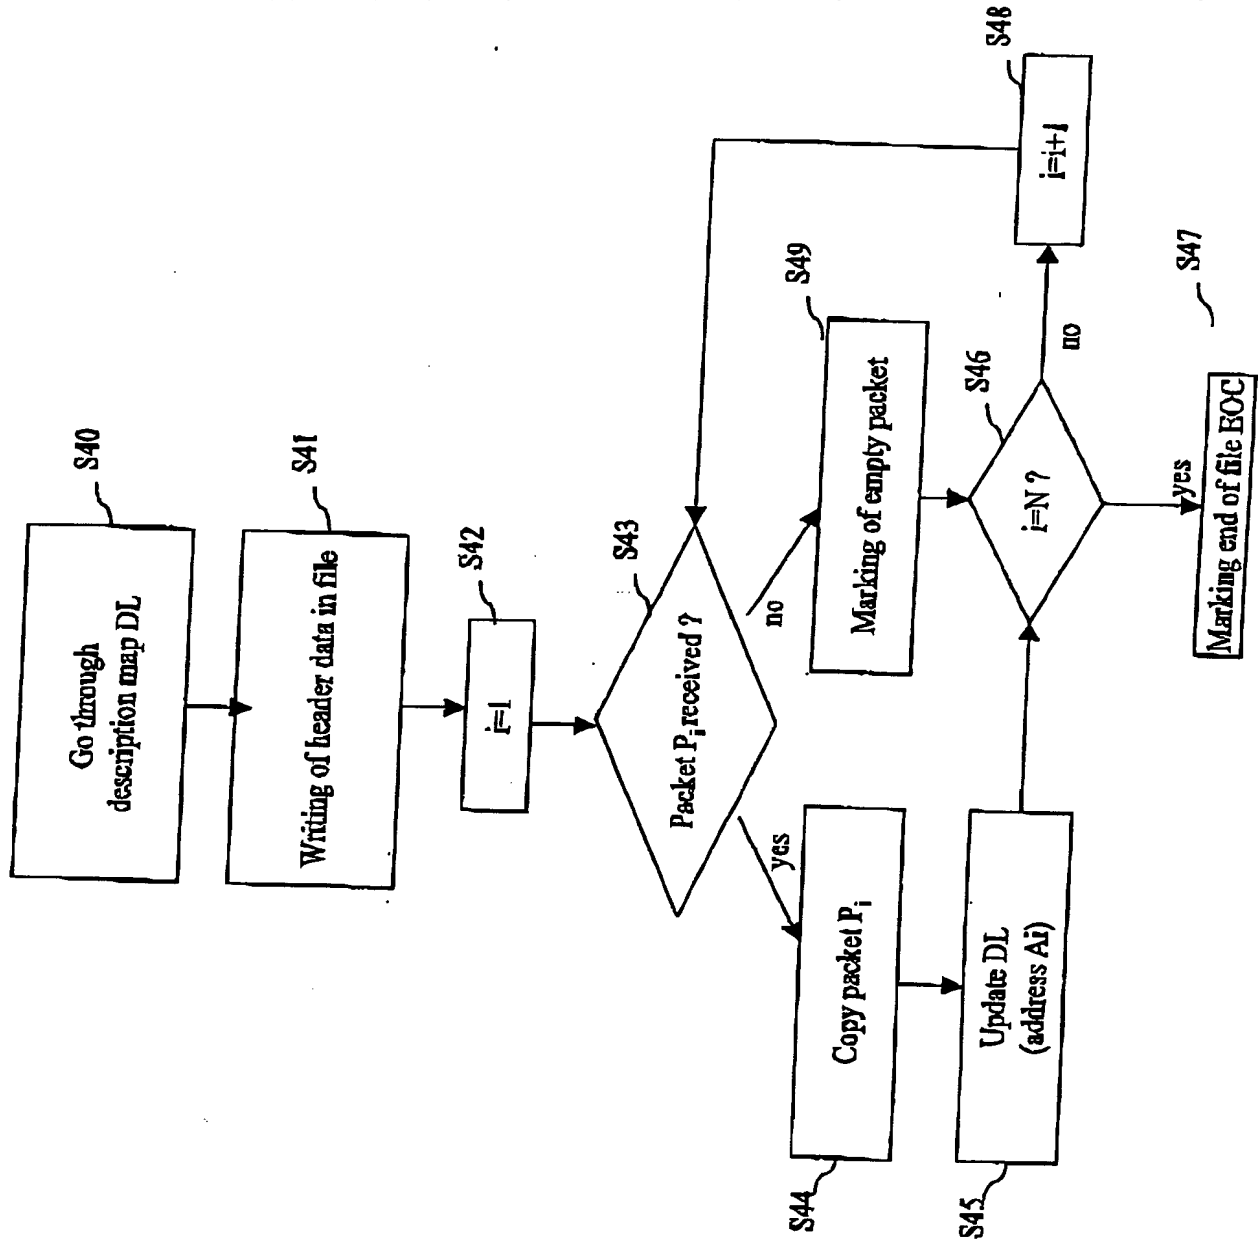 S40
Go through
description map DL
S41
Writing of header data in file
S42
i=1
S43
Packet Pi received ?
yes
no
S44
Copy packet Pi
S49
Marking of empty packet
S45
Update DL
(address Ai)
S46
i=N ?
no
S48
i=i+1
yes
S47
Marking end of file EOC